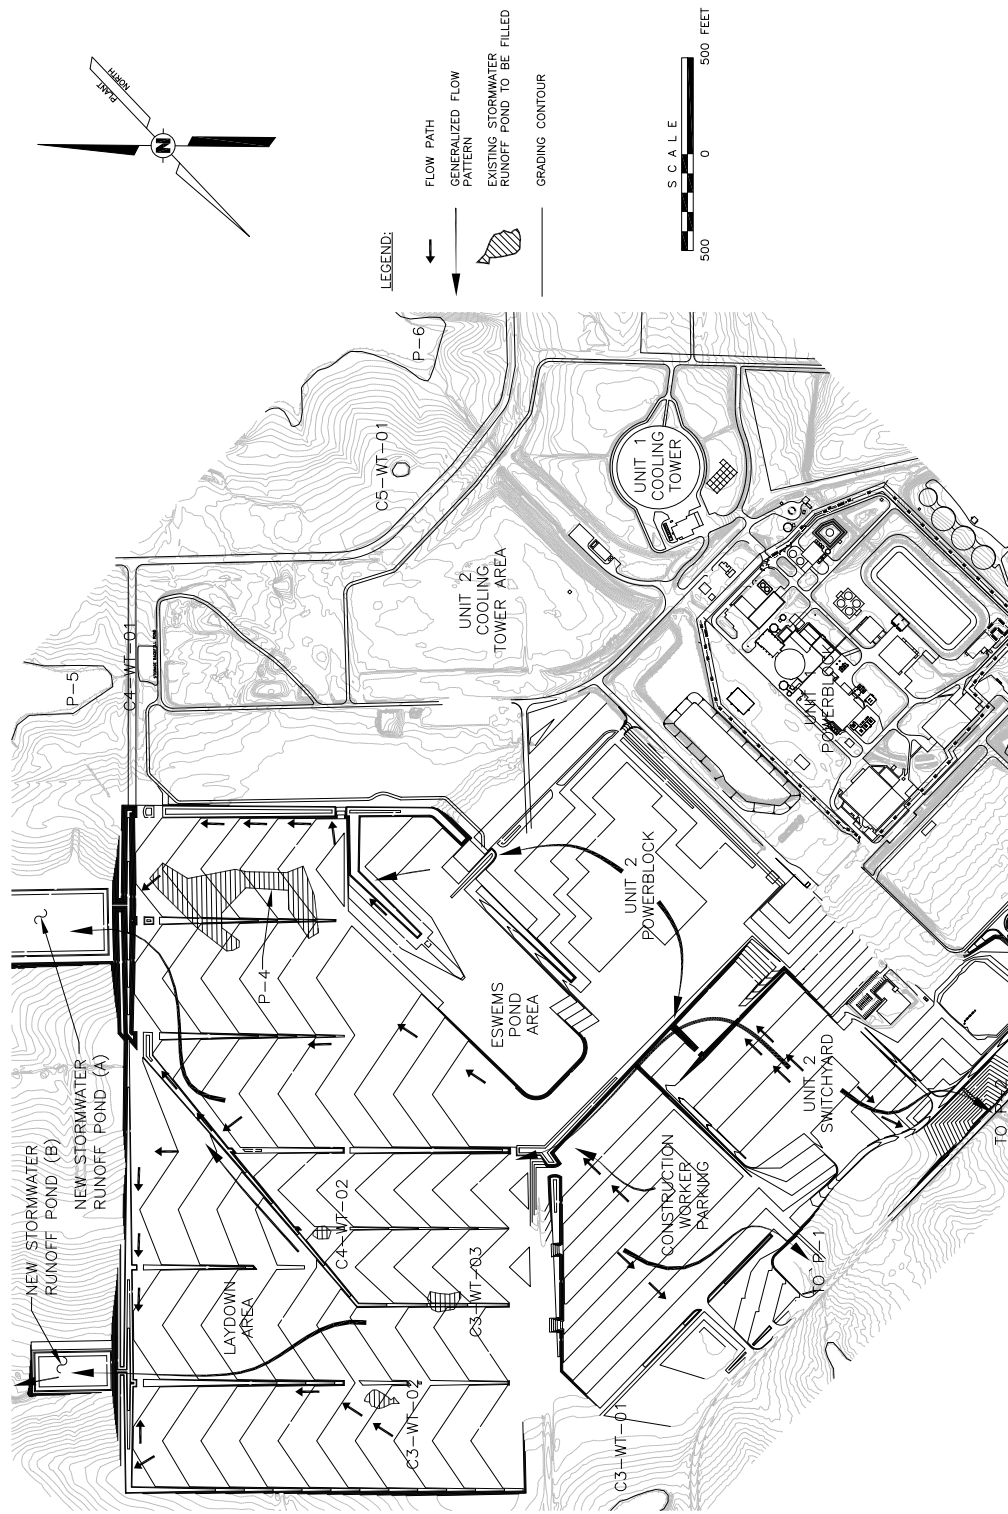 PLANT
NORTH
N
LEGEND:
FLOW PATH
GENERALIZED FLOW
PATTERN
EXISTING STORMWATER
RUNOFF POND TO BE FILLED
GRADING CONTOUR
SCALE
500
0
500 FEET
P-6
C5-WT-01
UNIT 1
COOLING
TOWER
UNIT 2
COOLING
TOWER AREA
P-5
C4-WT-01
UNIT 1
POWERBLOCK
UNIT 2
POWERBLOCK
P-4
ESWEMS
POND
AREA
NEW STORMWATER
RUNOFF POND (A)
NEW STORMWATER
RUNOFF POND (B)
UNIT 2
SWITCHYARD
CONSTRUCTION
WORKER
PARKING
TO P-1
C4-WT-02
C3-WT-03
LAYDOWN
AREA
C3-WT-02
C3-WT-01